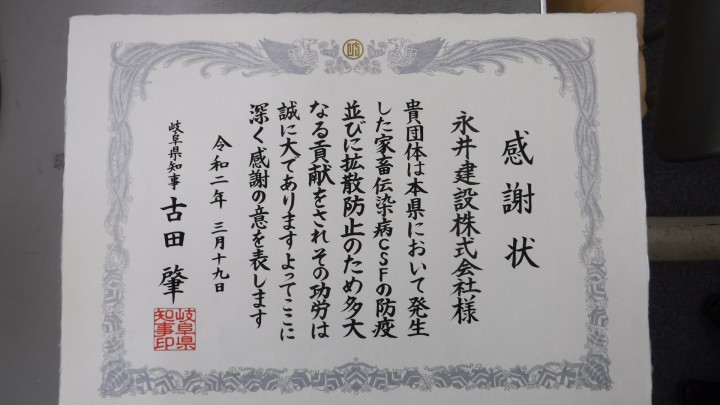 岐
感謝状
永井建設株式会社様
貴団体は本県において発生
した家畜伝染病CSFの防疫
並びに拡散防止のため多大
なる貢献をされその功労は
誠に大でありますよってここに
深く感謝の意を表します
令和二年 三月十九日
岐阜県知事 古田 肇
岐阜県
知事印